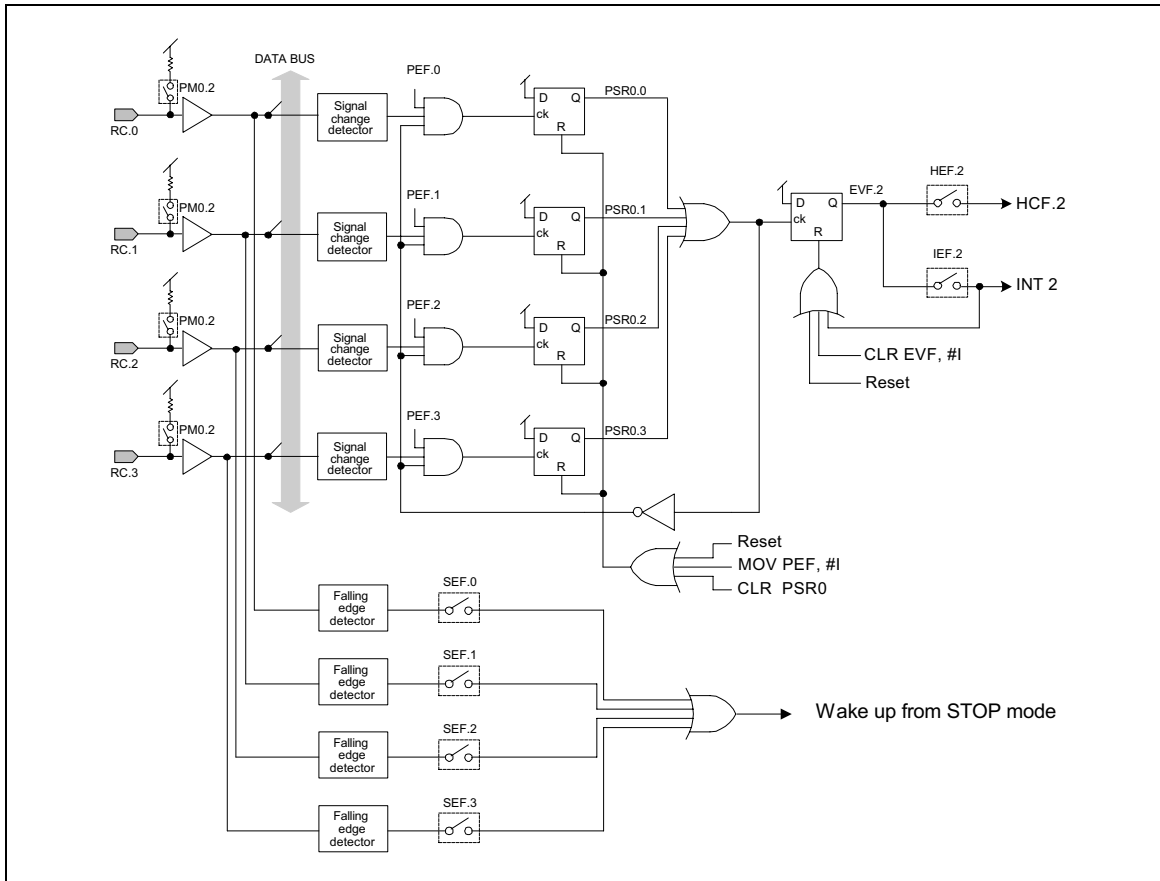 DATA BUS
PM0.2
RC.0
Signal
change
detector
PEF.0
D
Q
ck
R
PSR0.0
PM0.2
RC.1
Signal
change
detector
PEF.1
D
Q
ck
R
PSR0.1
PM0.2
RC.2
Signal
change
detector
PEF.2
D
Q
ck
R
PSR0.2
PM0.2
RC.3
Signal
change
detector
PEF.3
D
Q
ck
R
PSR0.3
D
Q
ck
R
EVF.2
HEF.2
HCF.2
IEF.2
INT 2
CLR EVF, #I
Reset
Reset
MOV PEF, #I
CLR PSR0
Falling
edge
detector
SEF.0
Falling
edge
detector
SEF.1
Falling
edge
detector
SEF.2
Falling
edge
detector
SEF.3
Wake up from STOP mode